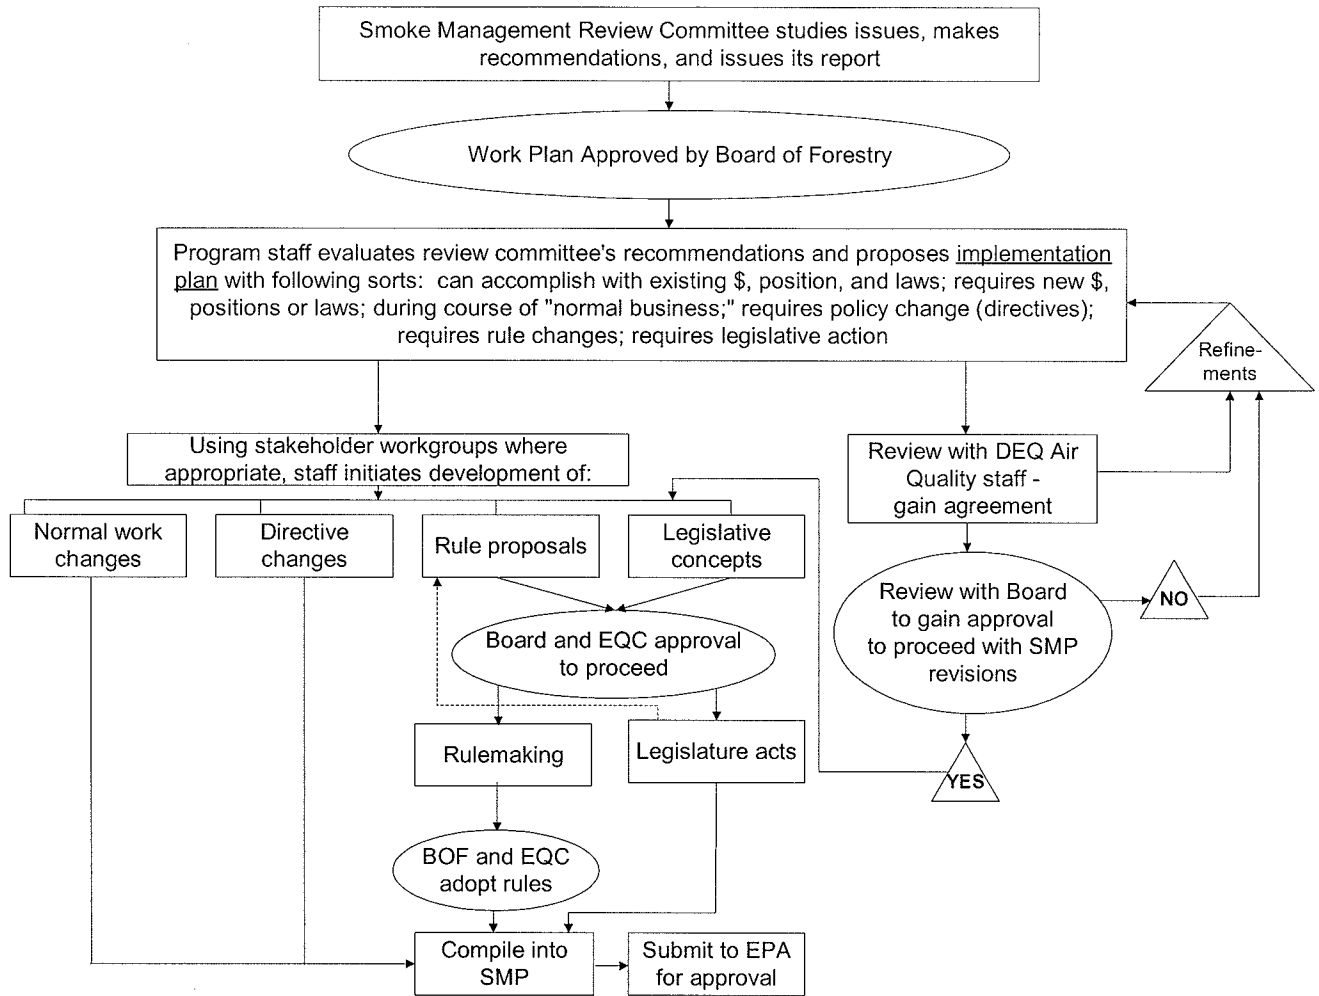 Smoke Management Review Committee studies issues, makes
recommendations, and issues its report
Work Plan Approved by Board of Forestry
Program staff evaluates review committee's recommendations and proposes implementation
plan with following sorts:  can accomplish with existing $, position, and laws; requires new $,
positions or laws; during course of "normal business;" requires policy change (directives);
requires rule changes; requires legislative action
Refine-
ments
Using stakeholder workgroups where
appropriate, staff initiates development of:
Review with DEQ Air
Quality staff -
gain agreement
Normal work
changes
Directive
changes
Rule proposals
Legislative
concepts
Review with Board
to gain approval
to proceed with SMP
revisions
NO
Board and EQC approval
to proceed
Rulemaking
Legislature acts
YES
BOF and EQC
adopt rules
Compile into
SMP
Submit to EPA
for approval